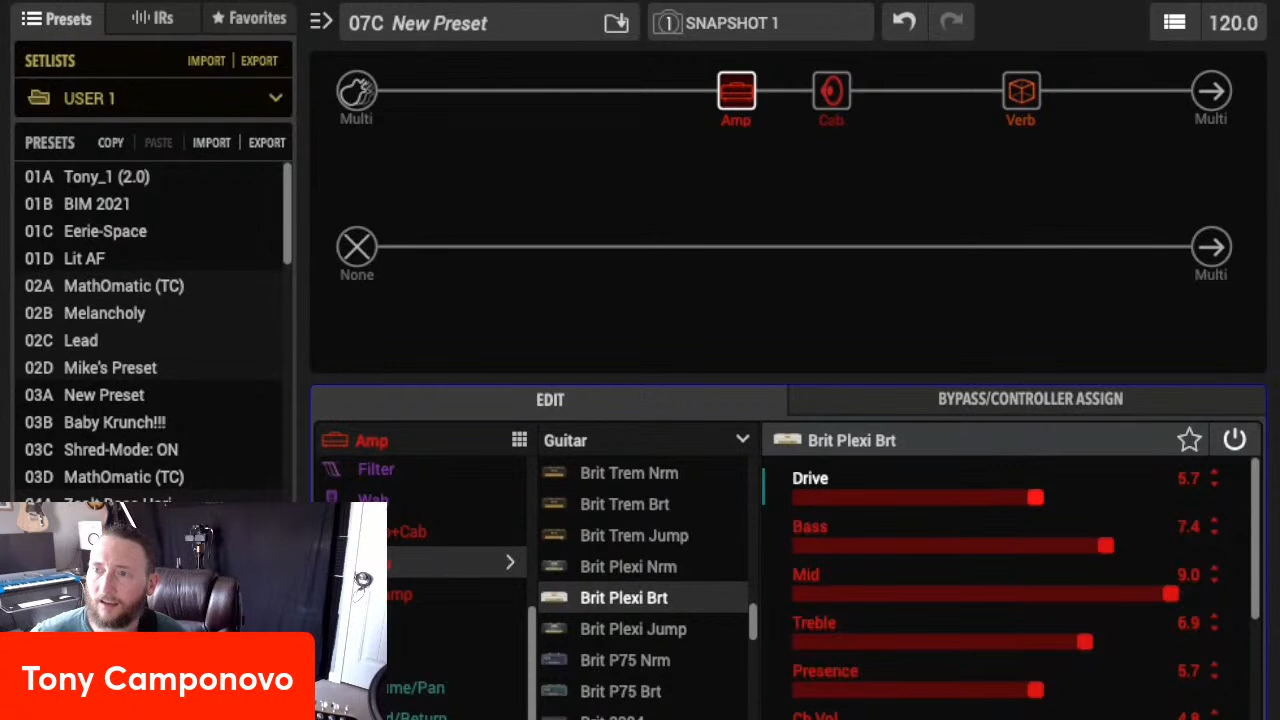 Presets IRs Favorites
07C New Preset
1 SNAPSHOT 1
120.0
SETLISTS IMPORT EXPORT
USER 1
PRESETS COPY PASTE IMPORT EXPORT
01A Tony_1 (2.0)
01B BIM 2021
01C Eerie-Space
01D Lit AF
02A MathOmatic (TC)
02B Melancholy
02C Lead
02D Mike's Preset
03A New Preset
03B Baby Krunch!!!
03C Shred-Mode: ON
03D MathOmatic (TC)
Multi Amp Cab Verb Multi
None Multi
EDIT BYPASS/CONTROLLER ASSIGN
Amp
Filter
Guitar
Brit Trem Nrm
Brit Trem Brt
Brit Trem Jump
Brit Plexi Nrm
Brit Plexi Brt
Brit Plexi Jump
Brit P75 Nrm
Brit P75 Brt
Brit Plexi Brt
Drive 5.7
Bass 7.4
Mid 9.0
Treble 6.9
Presence 5.7
Ch Vol 4.8
Tony Camponovo